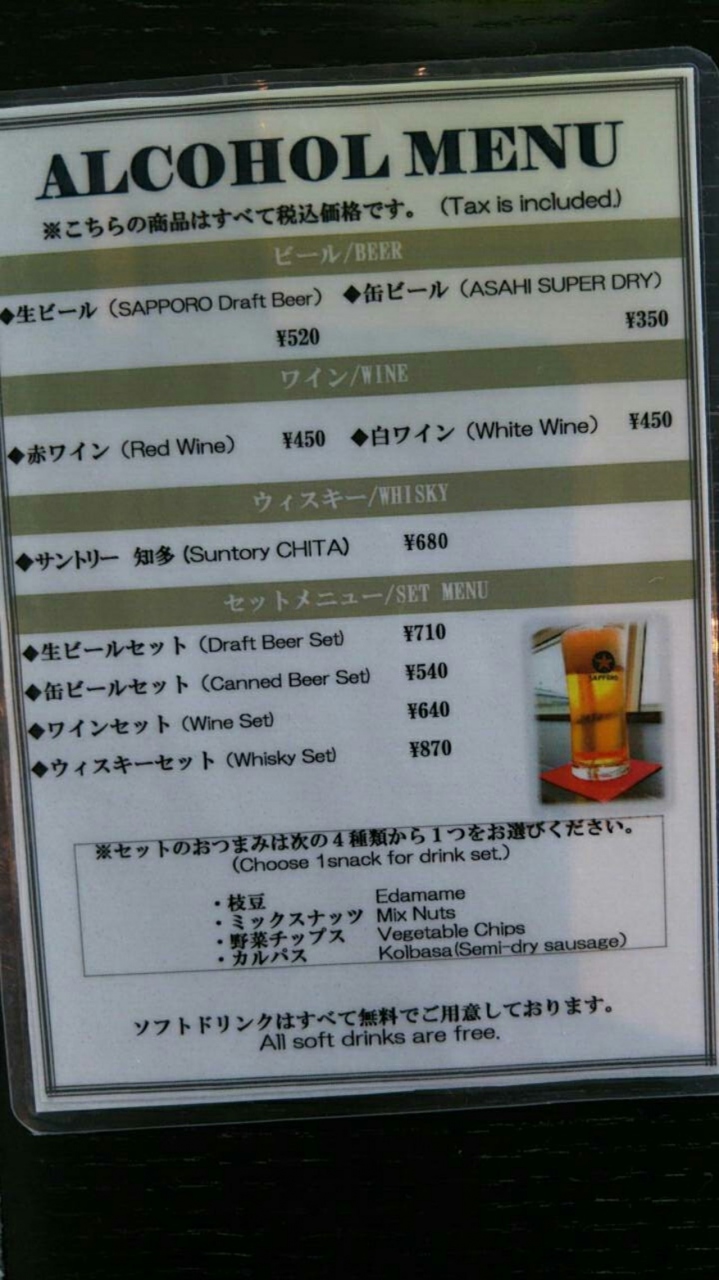 ALCOHOL MENU
※こちらの商品はすべて税込価格です。 (Tax is included.)
ビール/BEER
◆生ビール（SAPPORO Draft Beer） ◆缶ビール（ASAHI SUPER DRY）
¥520 ¥350
ワイン/WINE
◆赤ワイン（Red Wine） ¥450 ◆白ワイン（White Wine） ¥450
ウィスキー/WHISKY
◆サントリー 知多 (Suntory CHITA) ¥680
セットメニュー/SET MENU
◆生ビールセット（Draft Beer Set) ¥710
◆缶ビールセット（Canned Beer Set) ¥540
◆ワインセット (Wine Set) ¥640
◆ウィスキーセット（Whisky Set) ¥870
SAPPORO
※セットのおつまみは次の４種類から１つをお選びください。
(Choose 1snack for drink set.)
・枝豆 Edamame
・ミックスナッツ Mix Nuts
・野菜チップス Vegetable Chips
・カルパス Kolbasa(Semi-dry sausage)
ソフトドリンクはすべて無料でご用意しております。
All soft drinks are free.